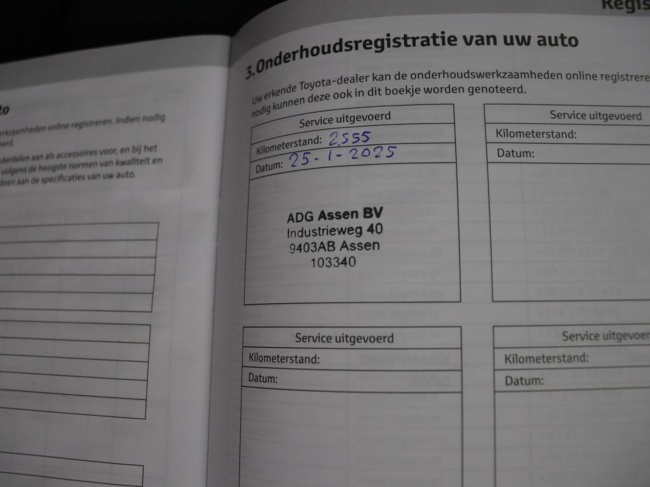 to
erkzaamheden online registreren. Indien nodig
eerd.
derdelen aan als accessoires voor, en bij het
volgens de hoogste normen van kwaliteit en
doen aan de specificaties van uw auto.
Regis
3.Onderhoudsregistratie van uw auto
Uw erkende Toyota-dealer kan de onderhoudswerkzaamheden online registrere
nodig kunnen deze ook in dit boekje worden genoteerd.
Service uitgevoerd
Kilometerstand: 2555
Datum: 25-1-2025
ADG Assen BV
Industrieweg 40
9403AB Assen
103340
Service uitgevoerd
Kilometerstand:
Datum:
Service uitgevoerd
Kilometerstand:
Datum:
Service uitgevoer
Kilometerstand:
Datum: